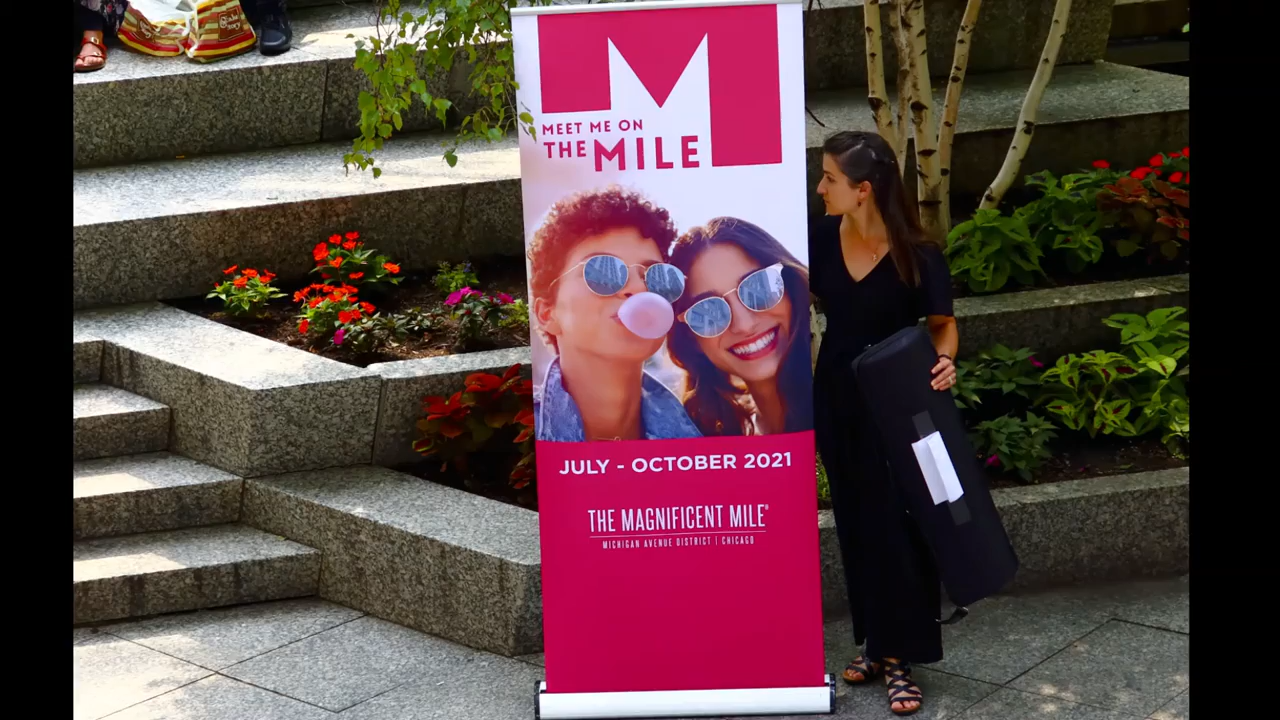 MEET ME ON
THE MILE
JULY - OCTOBER 2021
THE MAGNIFICENT MILE®
MICHIGAN AVENUE DISTRICT | CHICAGO